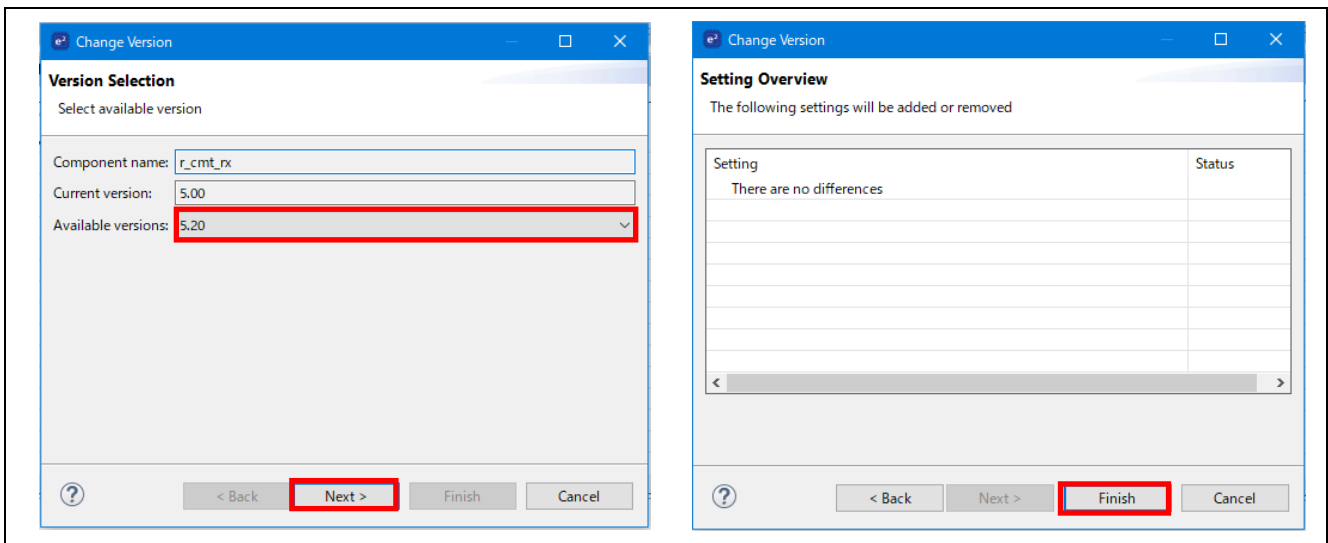 e² Change Version
Version Selection
Select available version
Component name: r_cmt_rx
Current version: 5.00
Available versions: 5.20
? < Back Next > Finish Cancel
e² Change Version
Setting Overview
The following settings will be added or removed
Setting Status
There are no differences
? < Back Next > Finish Cancel